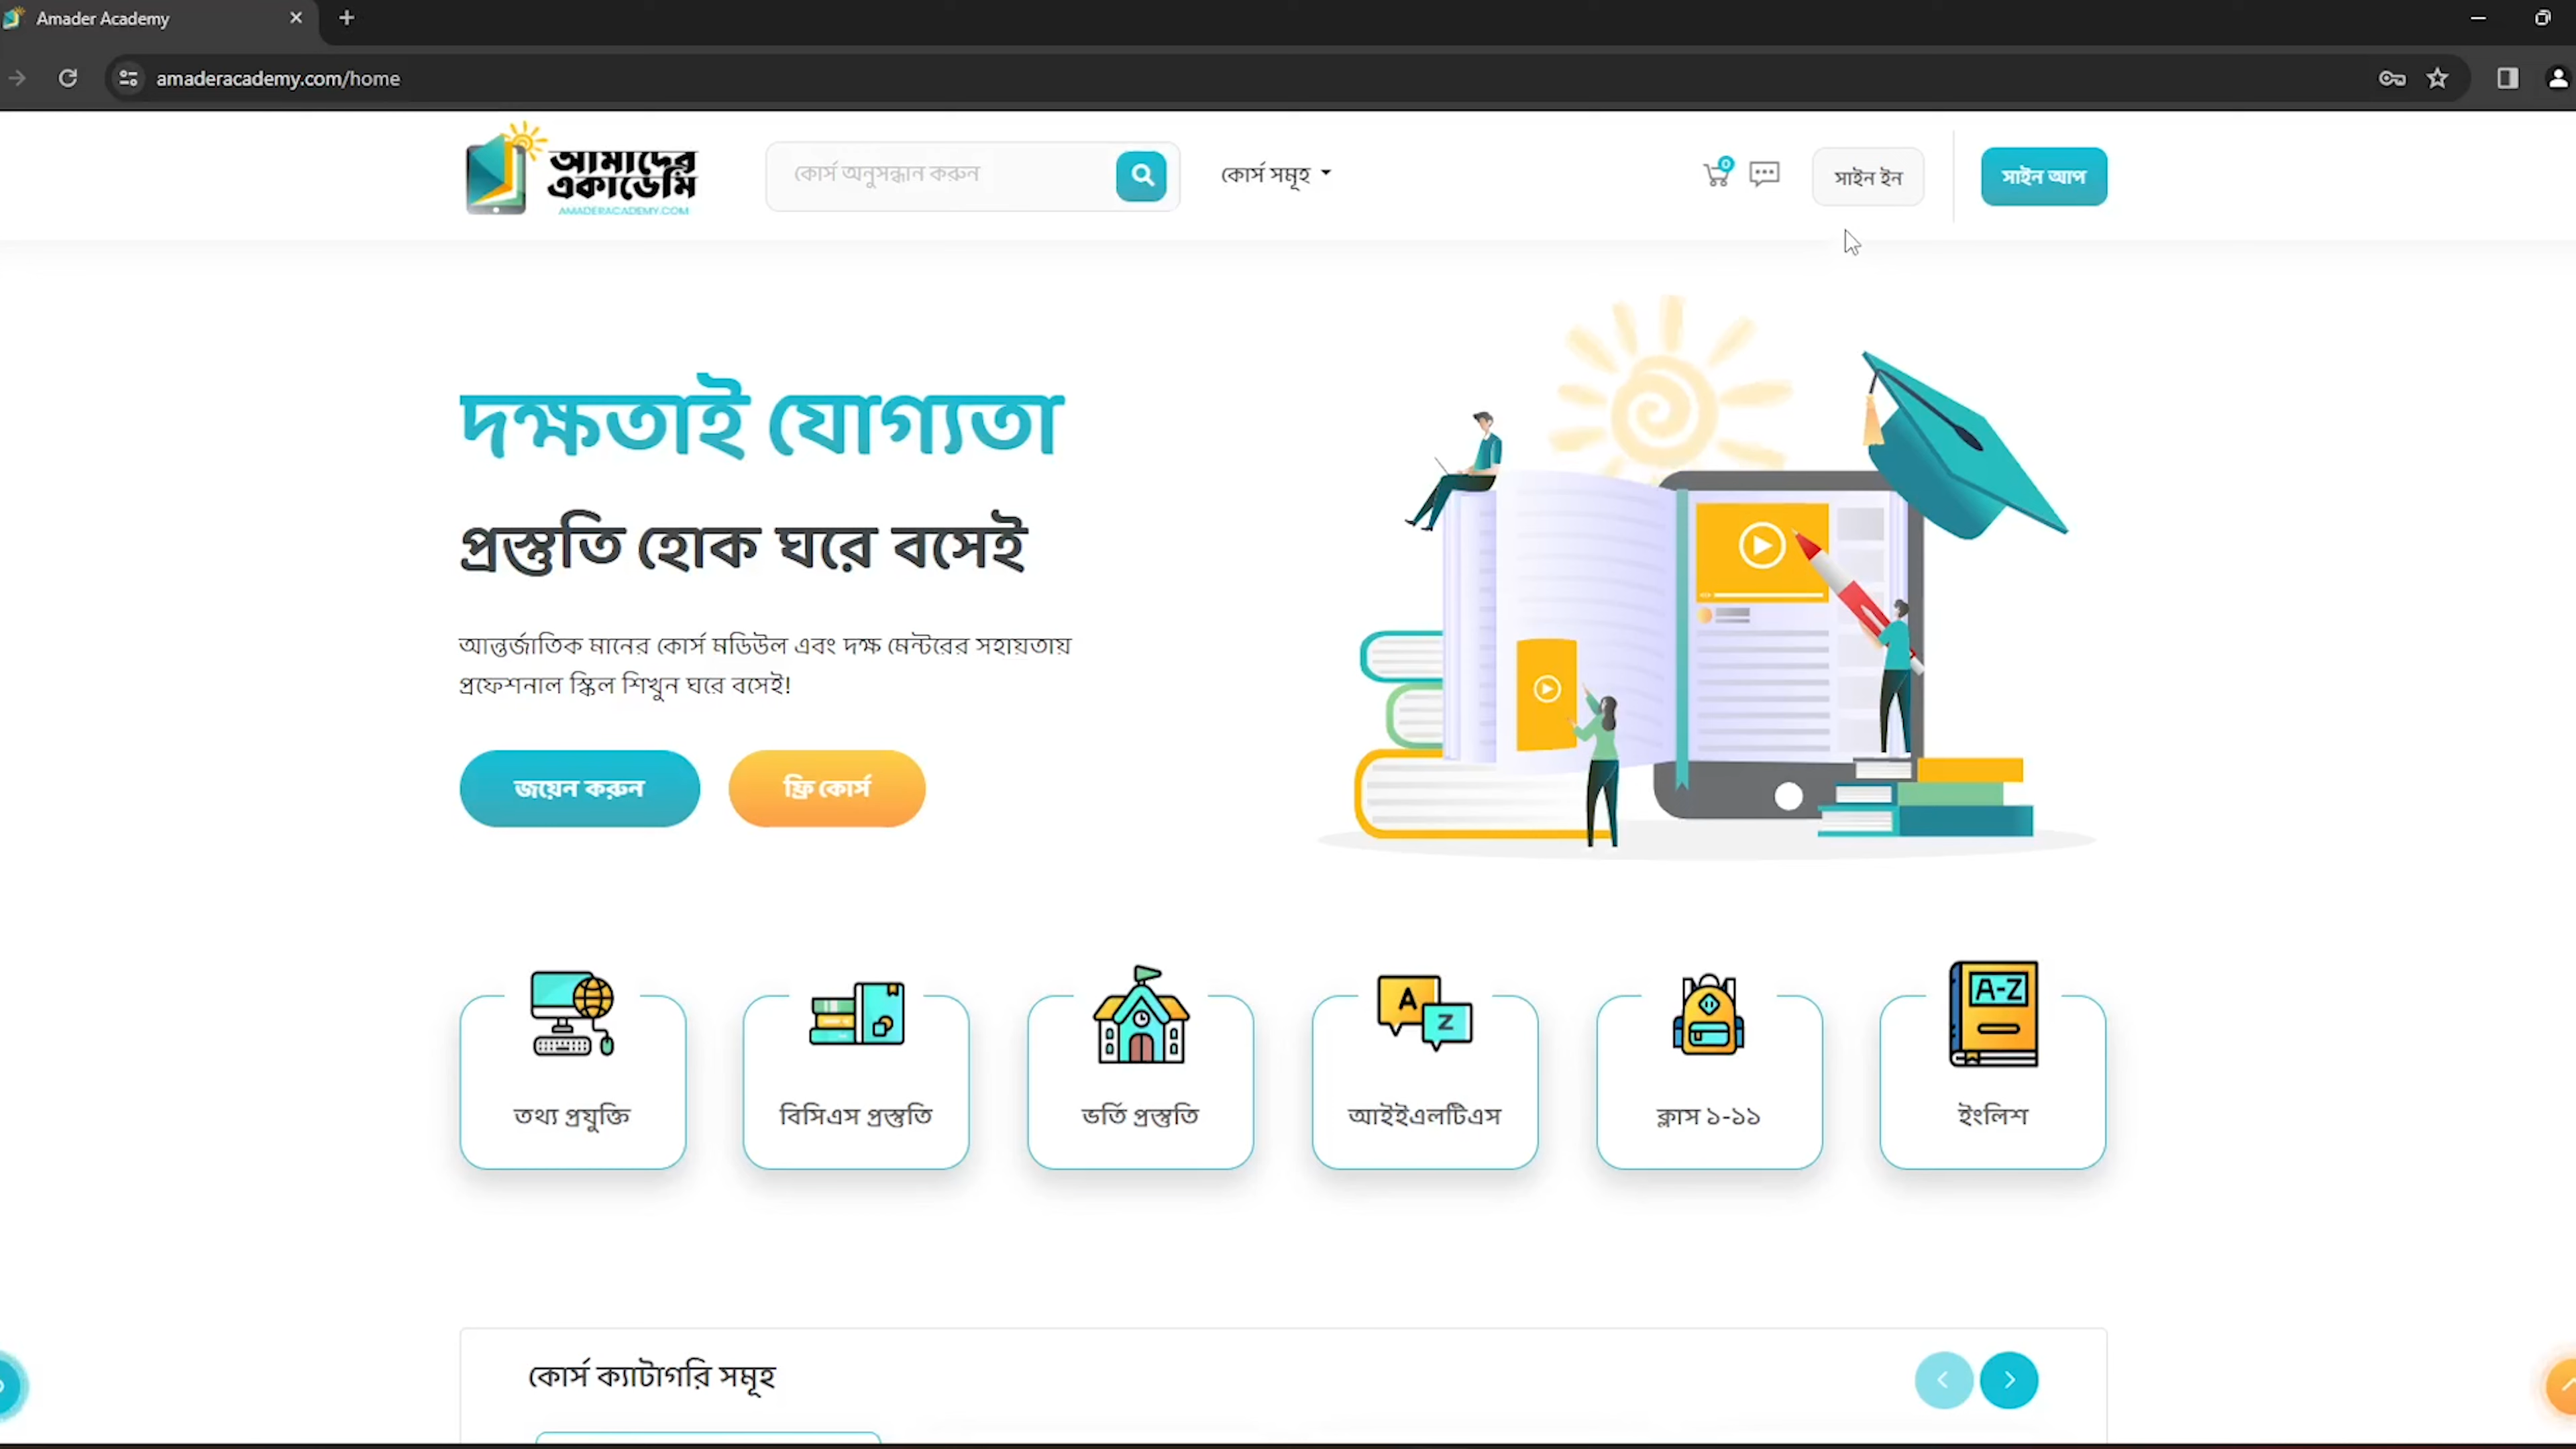 Amader Academy
amaderacademy.com/home
আমাদের
একাডেমি
AMADERACADEMY.COM
কোর্স অনুসন্ধান করুন
কোর্স সমূহ
0
সাইন ইন
সাইন আপ
দক্ষতাই যোগ্যতা
প্রস্তুতি হোক ঘরে বসেই
আন্তর্জাতিক মানের কোর্স মডিউল এবং দক্ষ মেন্টরের সহায়তায়
প্রফেশনাল স্কিল শিখুন ঘরে বসেই!
জয়েন করুন
ফ্রি কোর্স
A
Z
A-Z
তথ্য প্রযুক্তি
বিসিএস প্রস্তুতি
ভর্তি প্রস্তুতি
আইইএলটিএস
ক্লাস ১-১১
ইংলিশ
কোর্স ক্যাটাগরি সমূহ